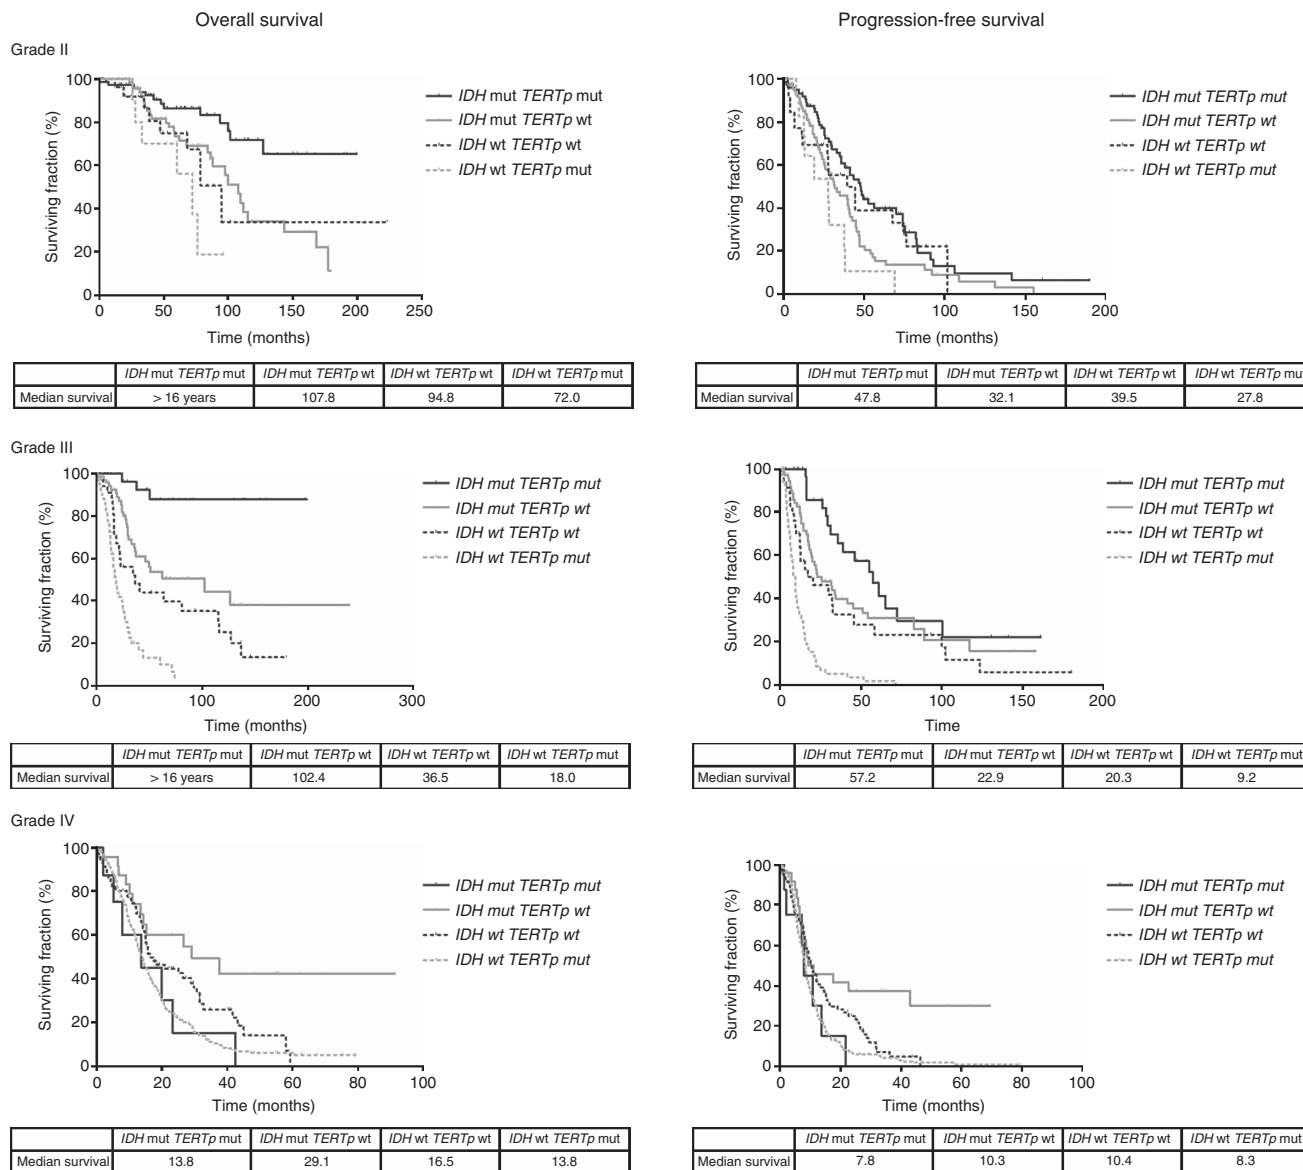 Overall survival
Progression-free survival
Grade II
100
80
60
40
20
0
Surviving fraction (%)
0 50 100 150 200 250
Time (months)
IDH mut TERTp mut
IDH mut TERTp wt
IDH wt TERTp wt
IDH wt TERTp mut
100
80
60
40
20
0
Surviving fraction (%)
0 50 100 150 200
Time (months)
IDH mut TERTp mut
IDH mut TERTp wt
IDH wt TERTp wt
IDH wt TERTp mut
IDH mut TERTp mut IDH mut TERTp wt IDH wt TERTp wt IDH wt TERTp mut
Median survival > 16 years 107.8 94.8 72.0
IDH mut TERTp mut IDH mut TERTp wt IDH wt TERTp wt IDH wt TERTp mut
Median survival 47.8 32.1 39.5 27.8
Grade III
100
80
60
40
20
0
Surviving fraction (%)
0 100 200 300
Time (months)
IDH mut TERTp mut
IDH mut TERTp wt
IDH wt TERTp wt
IDH wt TERTp mut
100
80
60
40
20
0
Surviving fraction (%)
0 50 100 150 200
Time
IDH mut TERTp mut
IDH mut TERTp wt
IDH wt TERTp wt
IDH wt TERTp mut
IDH mut TERTp mut IDH mut TERTp wt IDH wt TERTp wt IDH wt TERTp mut
Median survival > 16 years 102.4 36.5 18.0
IDH mut TERTp mut IDH mut TERTp wt IDH wt TERTp wt IDH wt TERTp mut
Median survival 57.2 22.9 20.3 9.2
Grade IV
100
80
60
40
20
0
Surviving fraction (%)
0 20 40 60 80 100
Time (months)
IDH mut TERTp mut
IDH mut TERTp wt
IDH wt TERTp wt
IDH wt TERTp mut
100
80
60
40
20
0
Surviving fraction (%)
0 20 40 60 80 100
Time (months)
IDH mut TERTp mut
IDH mut TERTp wt
IDH wt TERTp wt
IDH wt TERTp mut
IDH mut TERTp mut IDH mut TERTp wt IDH wt TERTp wt IDH wt TERTp mut
Median survival 13.8 29.1 16.5 13.8
IDH mut TERTp mut IDH mut TERTp wt IDH wt TERTp wt IDH wt TERTp mut
Median survival 7.8 10.3 10.4 8.3